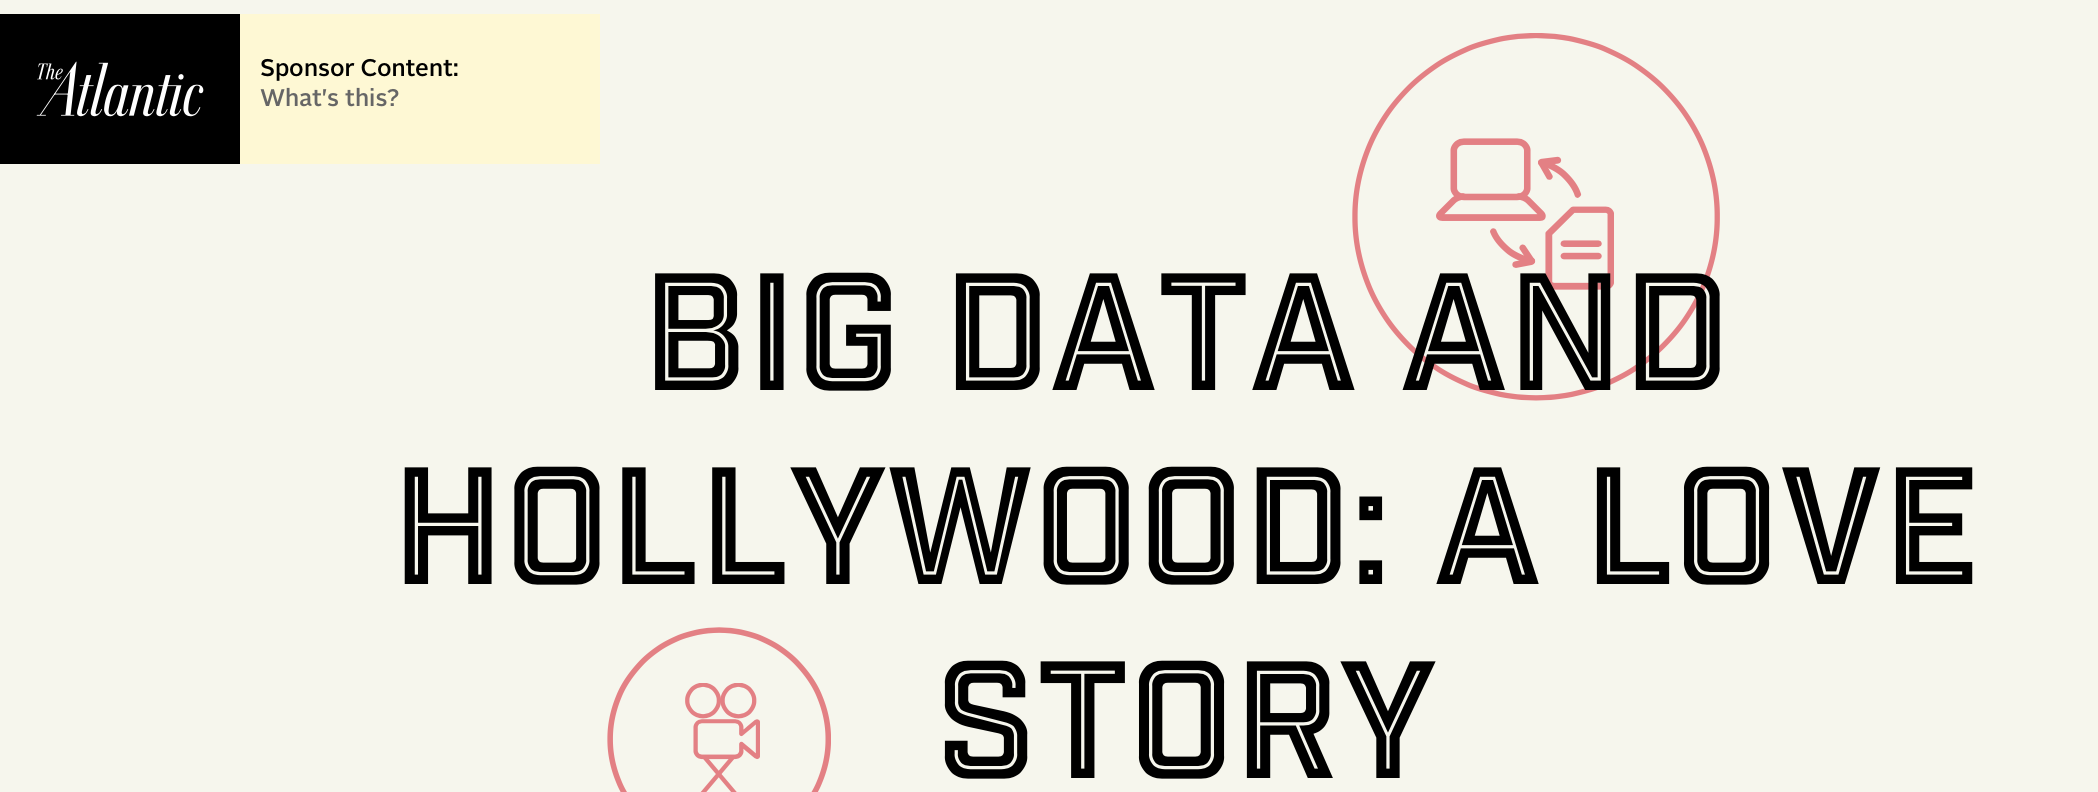 The Atlantic
Sponsor Content:
What's this?
BIG DATA AND
HOLLYWOOD: A LOVE
STORY